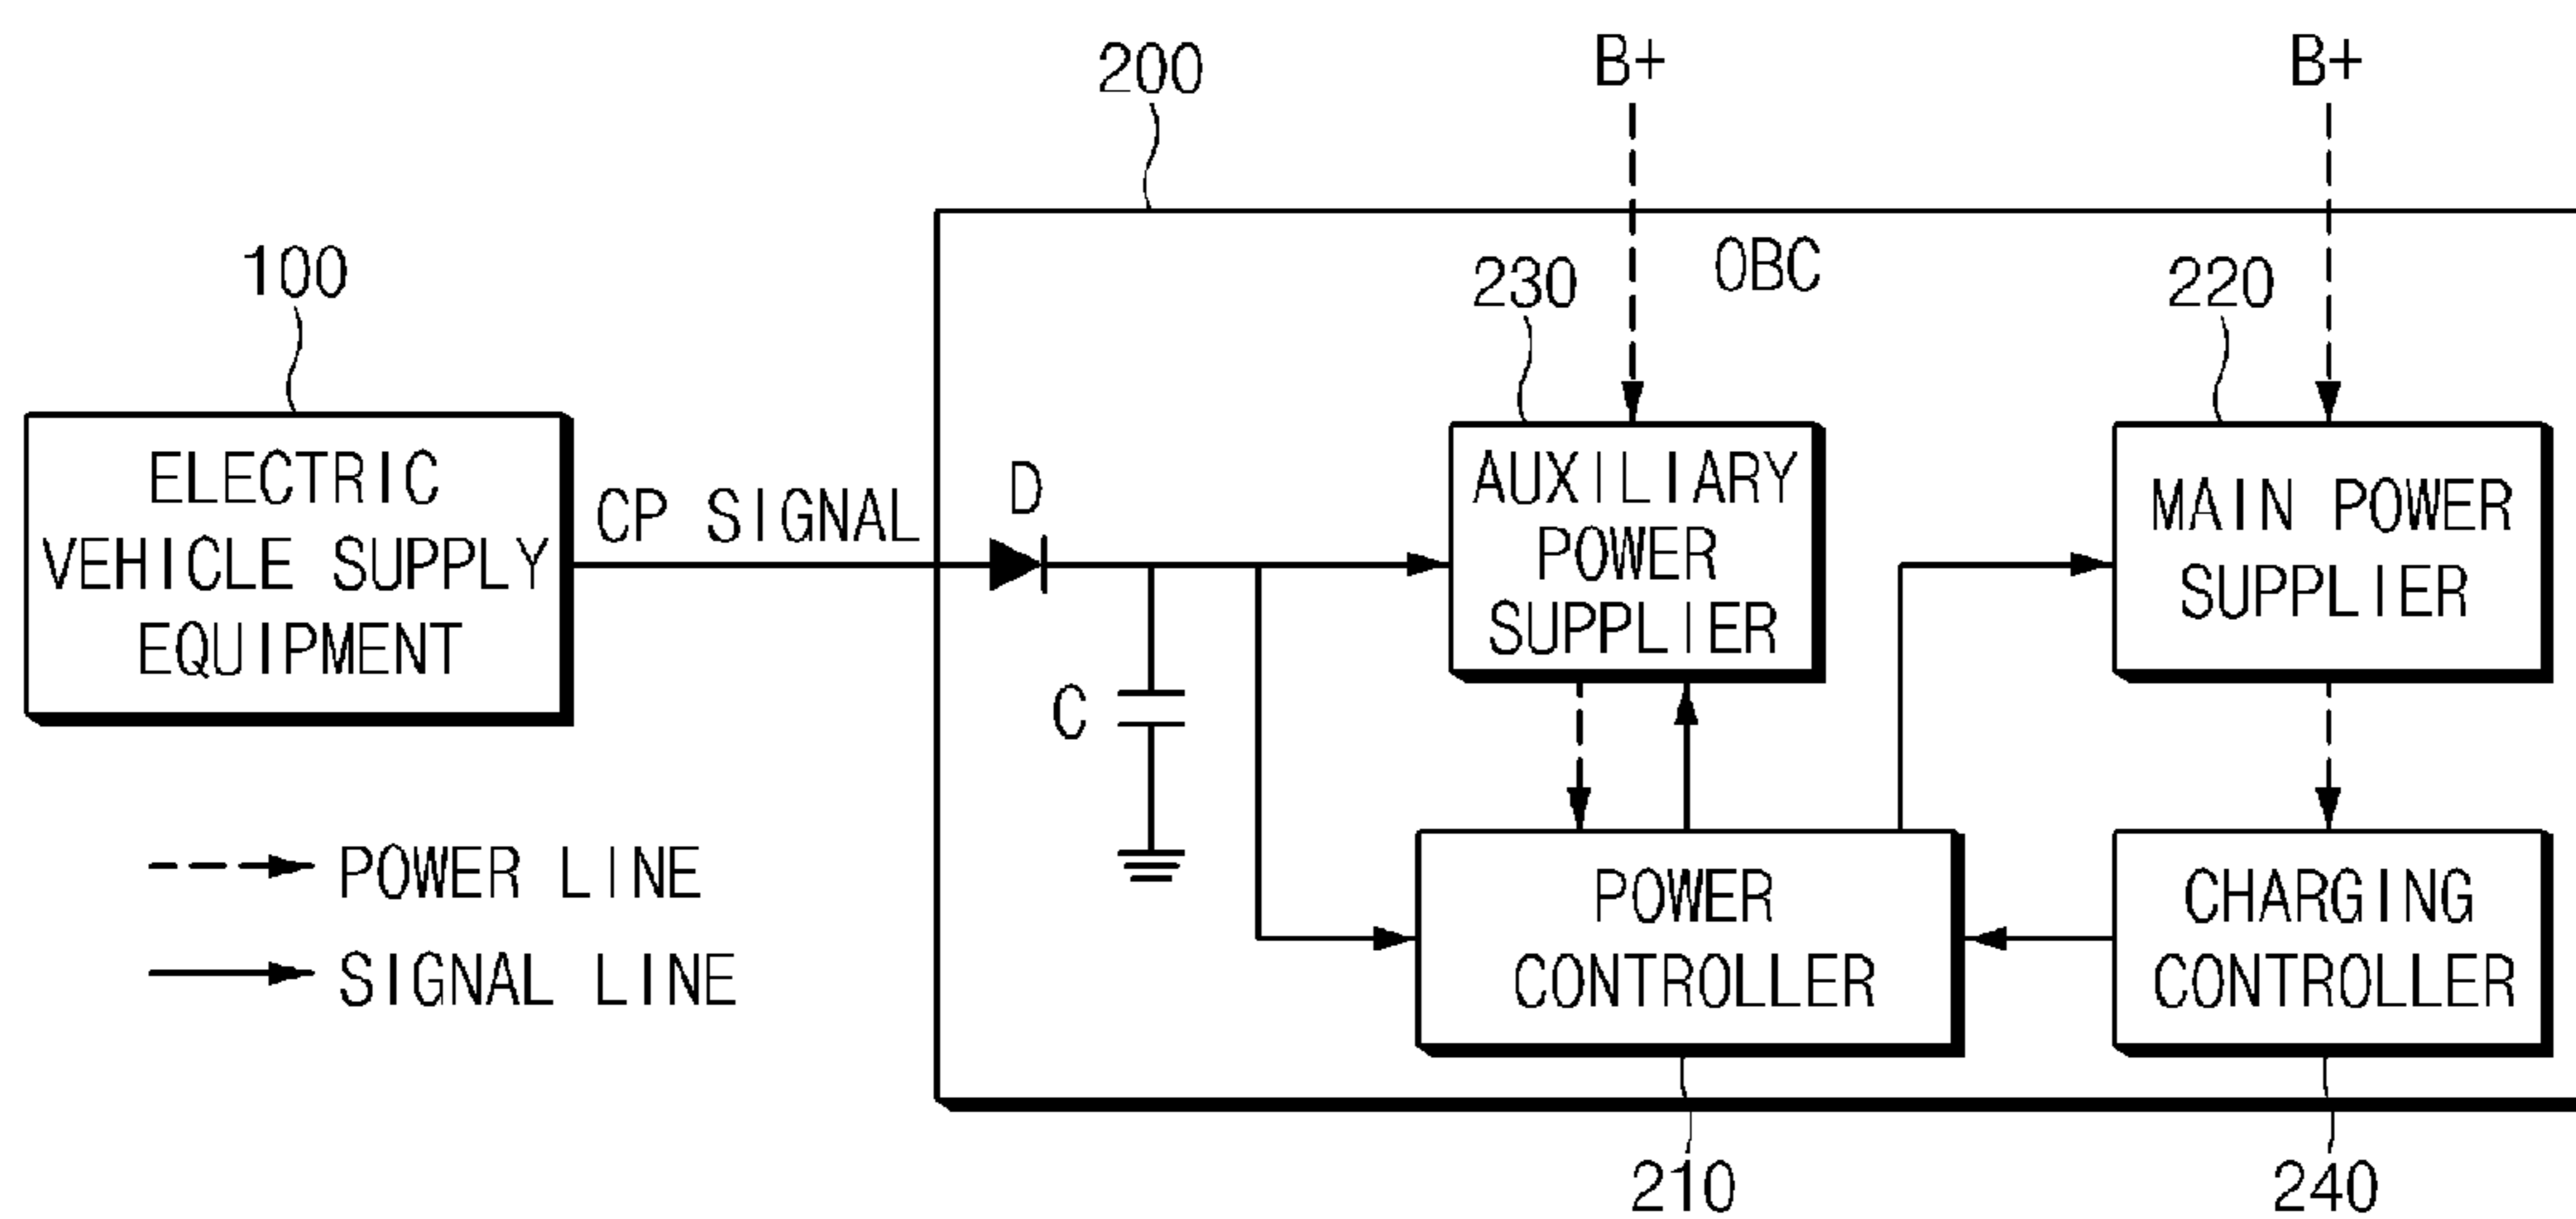 200
B+
B+
100
230
OBC
220
ELECTRIC
VEHICLE SUPPLY
EQUIPMENT
CP SIGNAL
D
C
AUXILIARY
POWER
SUPPLIER
MAIN POWER
SUPPLIER
POWER LINE
SIGNAL LINE
POWER
CONTROLLER
CHARGING
CONTROLLER
210
240